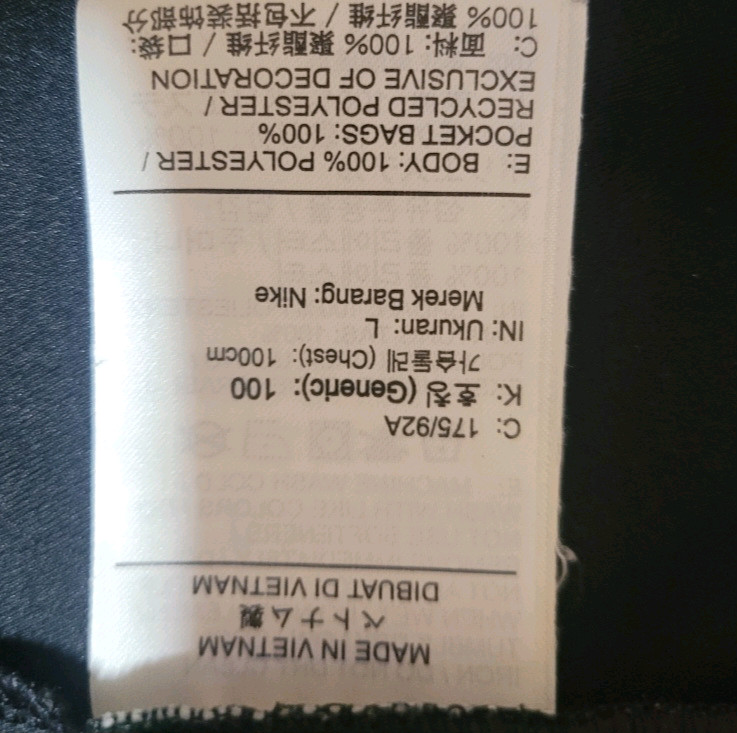 MADE IN VIETNAM
ベトナム製
DIBUAT DI VIETNAM
C: 175/92A
K: 호칭 (Generic): 100
가슴둘레 (Chest): 100cm
IN: Ukuran: L
Merek Barang: Nike
E: BODY: 100% POLYESTER /
POCKET BAGS: 100%
RECYCLED POLYESTER /
EXCLUSIVE OF DECORATION
C: 面料: 100% 聚酯纤维 / 口袋:
100% 聚酯纤维 / 不包括装饰部分